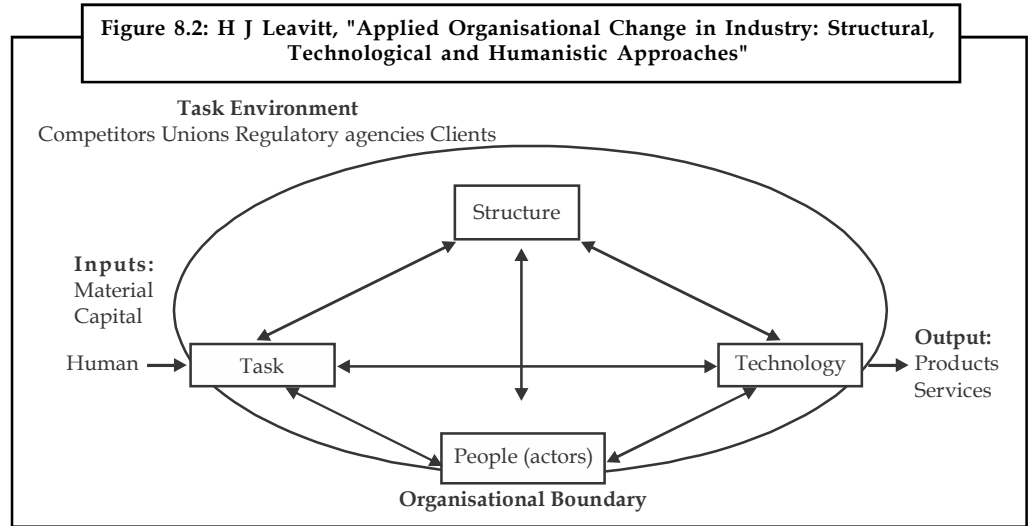 Figure 8.2: H J Leavitt, "Applied Organisational Change in Industry: Structural,
Technological and Humanistic Approaches"
Task Environment
Competitors Unions Regulatory agencies Clients
Structure
Inputs:
Material
Capital
Human
Task
Technology
Output:
Products
Services
People (actors)
Organisational Boundary